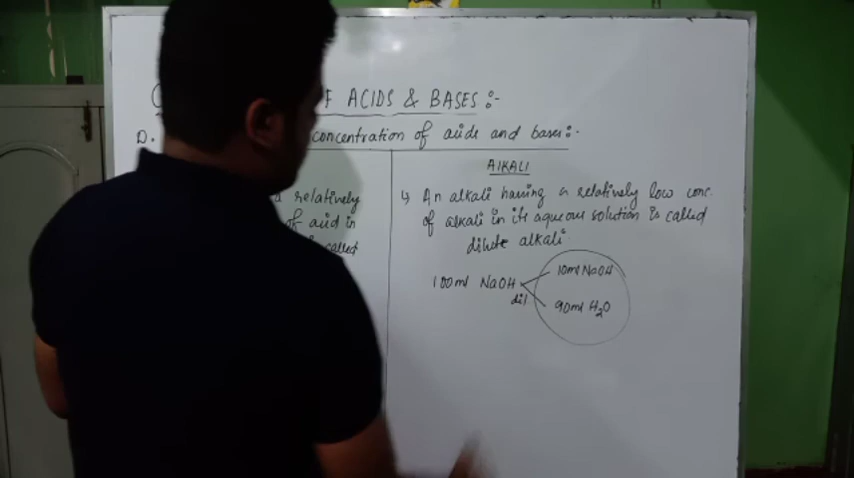 F ACIDS & BASES :-
D. concentration of acids and bases:-
relatively
of acid in
called
AlKALI
↳ An alkali having a relatively low conc.
of alkali in its aqueous solution is called
dilute alkali
100ml NaOH
dil
10ml NaOH
90ml H₂O